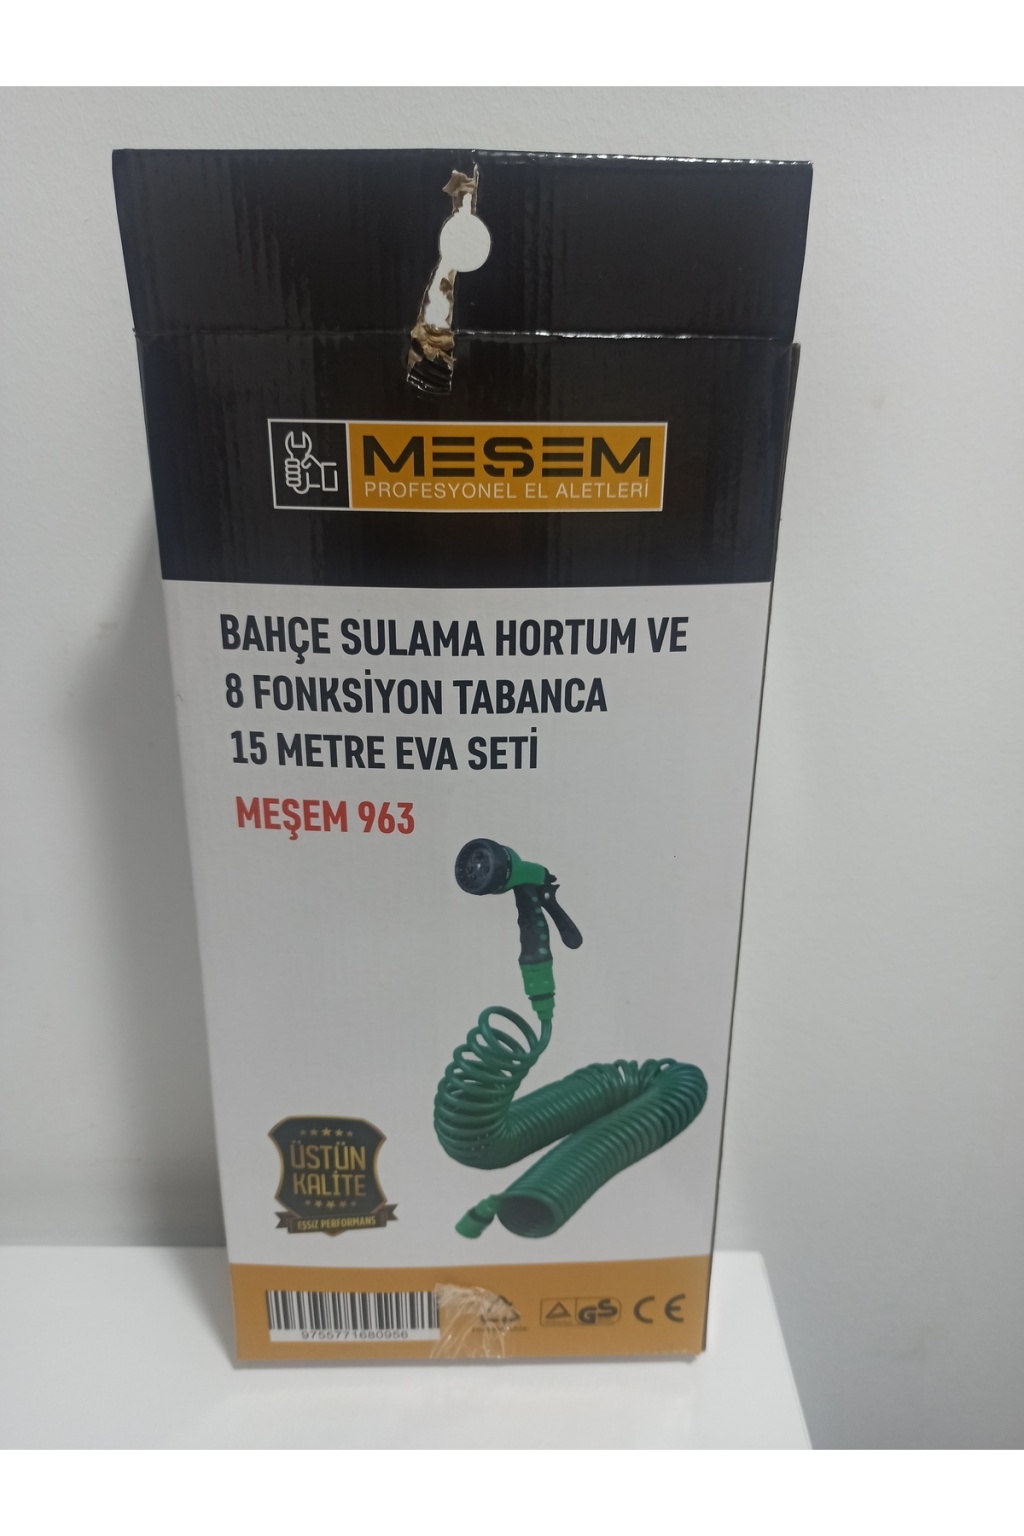 MEŞEM
PROFESYONEL EL ALETLERİ
BAHÇE SULAMA HORTUM VE
8 FONKSİYON TABANCA
15 METRE EVA SETİ
MEŞEM 963
ÜSTÜN
KALİTE
EŞSİZ PERFORMANS
9755771680956
GS
CE